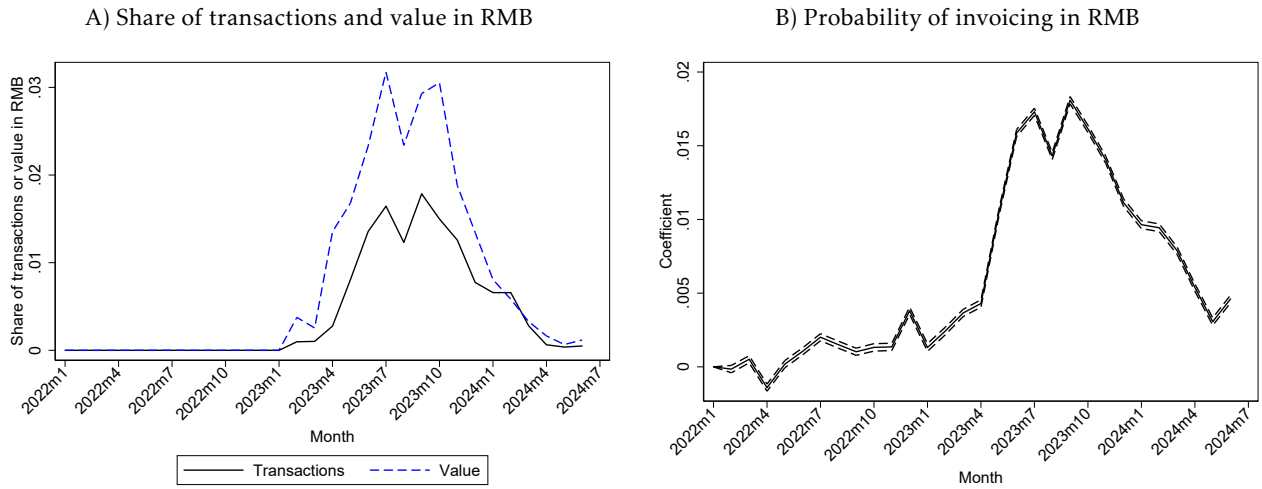 A) Share of transactions and value in RMB
Share of transactions or value in RMB
.03
.02
.01
0
2022m1
2022m4
2022m7
2022m10
2023m1
2023m4
2023m7
2023m10
2024m1
2024m4
2024m7
Month
Transactions
Value
B) Probability of invoicing in RMB
Coefficient
.02
.015
.01
.005
0
2022m1
2022m4
2022m7
2022m10
2023m1
2023m4
2023m7
2023m10
2024m1
2024m4
2024m7
Month